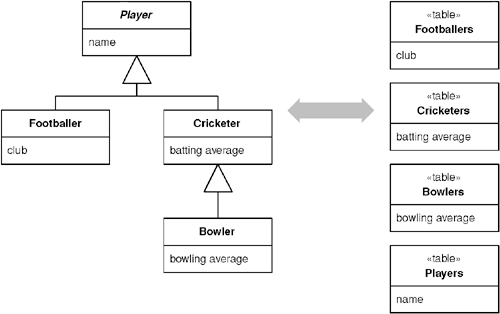 Player
name
Footballer
club
Cricketer
batting average
Bowler
bowling average
«table»
Footballers
club
«table»
Cricketers
batting average
«table»
Bowlers
bowling average
«table»
Players
name